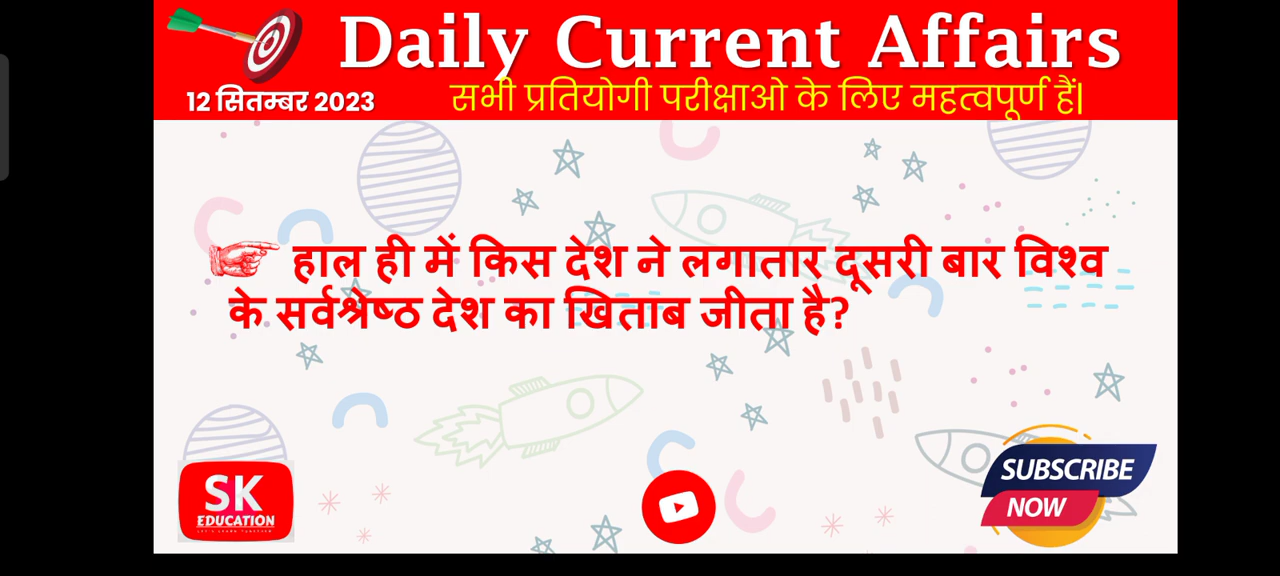 Daily Current Affairs
12 सितम्बर 2023
सभी प्रतियोगी परीक्षाओ के लिए महत्वपूर्ण हैं|
हाल ही में किस देश ने लगातार दूसरी बार विश्व
के सर्वश्रेष्ठ देश का खिताब जीता है?
SK
EDUCATION
SUBSCRIBE
NOW